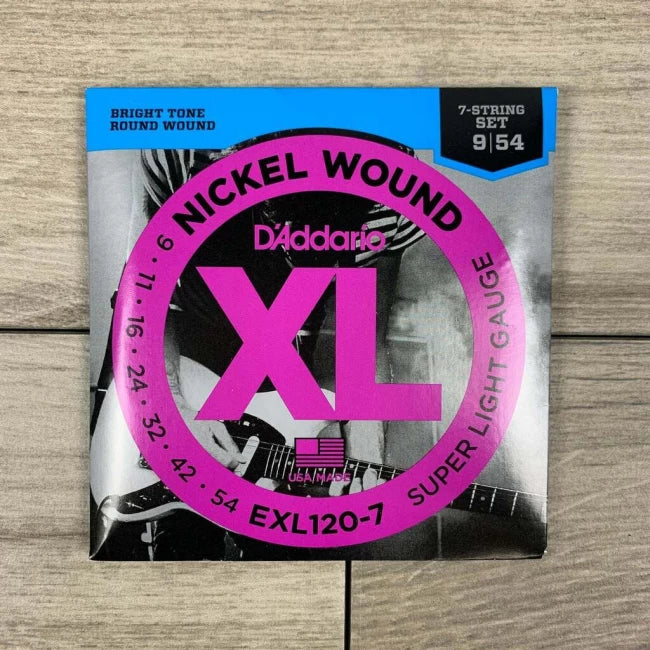 BRIGHT TONE
ROUND WOUND
7-STRING
SET
9|54
NICKEL WOUND
D'Addario
XL
USA MADE
9 • 11 • 16 • 24 • 32 • 42 • 54
EXL120-7
SUPER LIGHT GAUGE